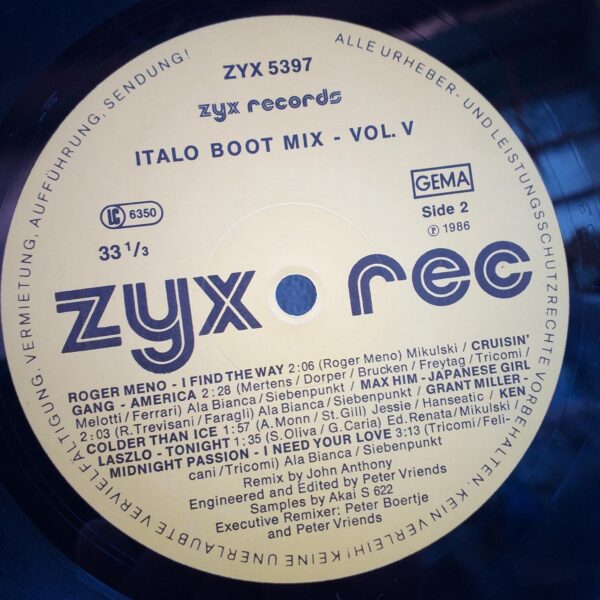 ZYX 5397
zyx records
ITALO BOOT MIX - VOL. V
LC 6350
GEMA
33 1/3
Side 2
Ⓟ 1986
zyx rec
ROGER MENO - I FIND THE WAY 2:06 (Roger Meno) Mikulski / CRUISIN'
GANG - AMERICA 2:28 (Mertens / Dorper / Brucken / Freytag / Tricomi /
Melotti / Ferrari) Ala Bianca / Siebenpunkt / MAX HIM - JAPANESE GIRL
2:03 (R. Trevisani / Faragli) Ala Bianca / Siebenpunkt / GRANT MILLER -
COLDER THAN ICE 1:57 (A. Monn / St. Gill) Jessie / Hanseatic / KEN
LASZLO - TONIGHT 1:35 (S. Oliva / G. Caria) Ed. Renata / Mikulski /
MIDNIGHT PASSION - I NEED YOUR LOVE 3:13 (Tricomi / Feli-
cani / Tricomi) Ala Bianca / Siebenpunkt
Remix by John Anthony
Engineered and Edited by Peter Vriends
Samples by Akai S 622
Executive Remixer: Peter Boertje
and Peter Vriends
ALLE URHEBER- UND LEISTUNGSSCHUTZRECHTE VORBEHALTEN. KEIN VERLEIH! KEINE UNERLAUBTE VERVIELFÄLTIGUNG. VERMIETUNG, AUFFÜHRUNG, SENDUNG!